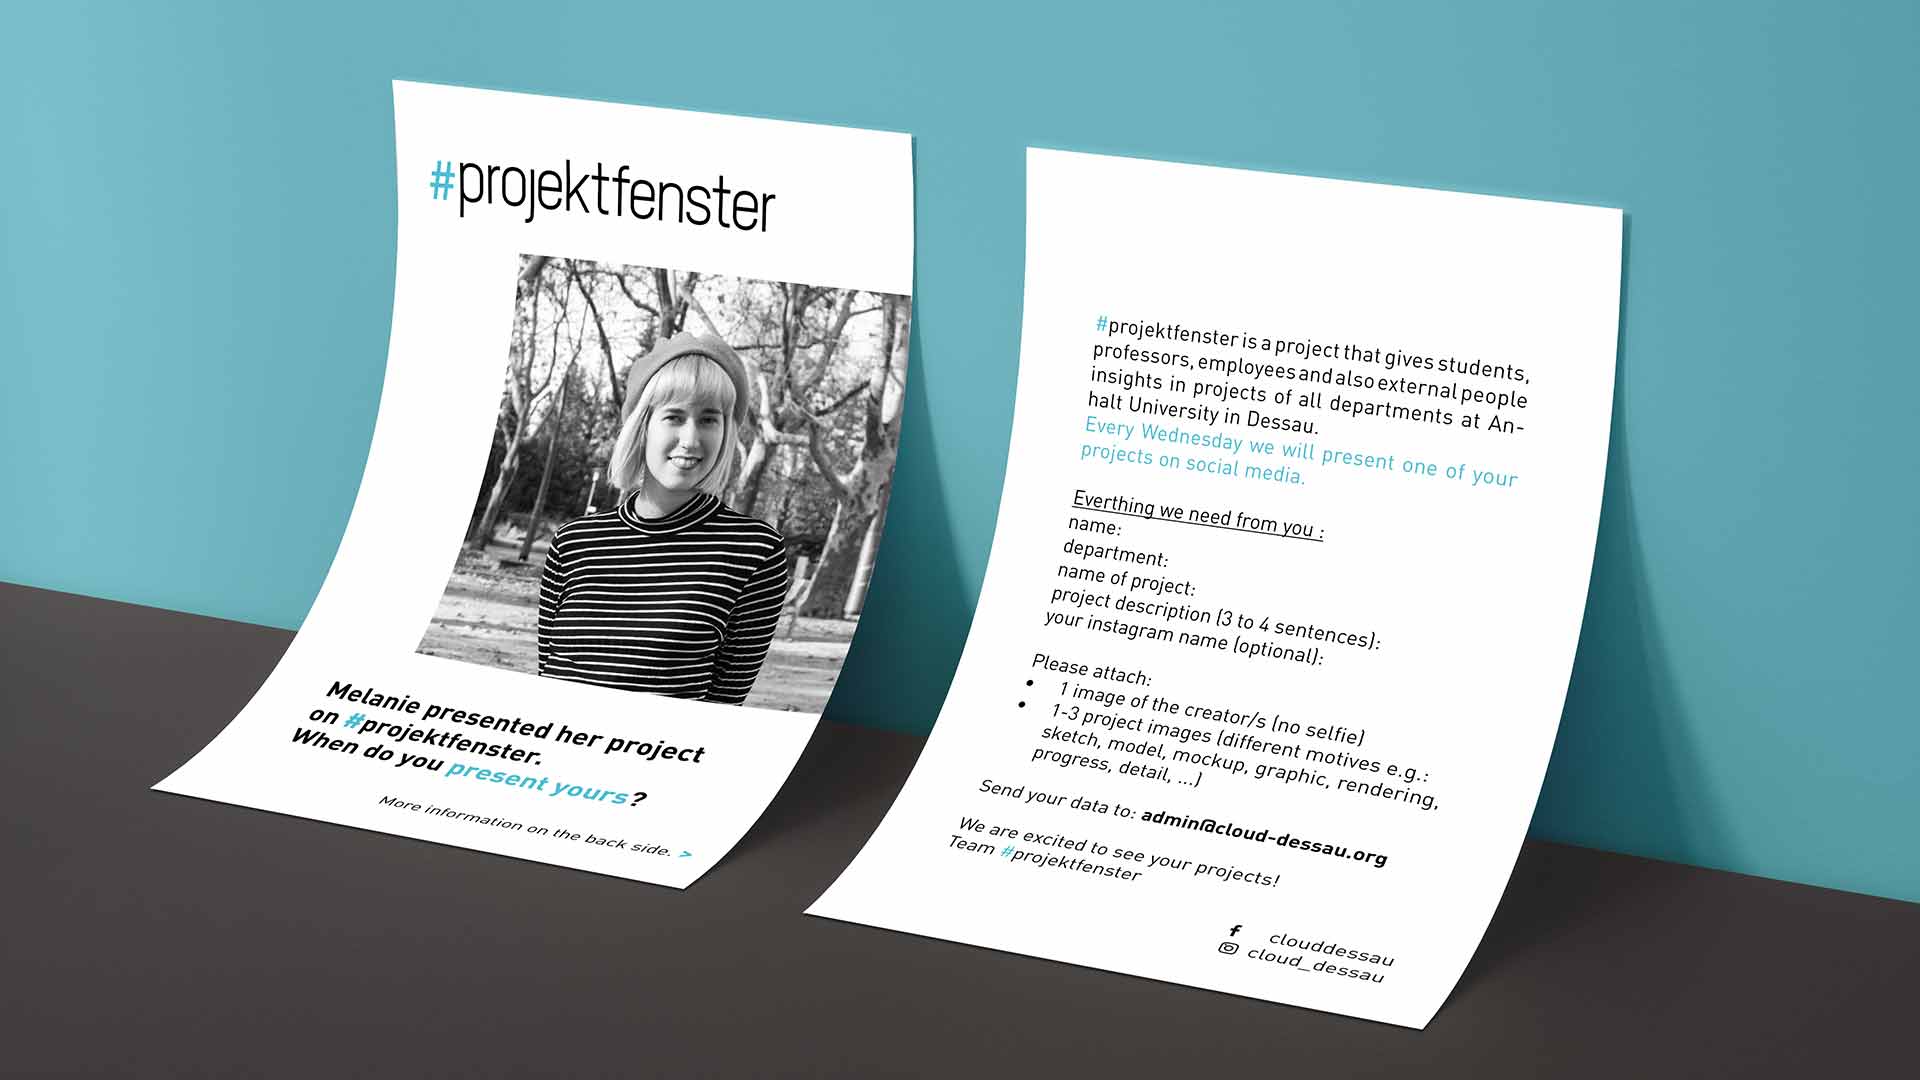 #projektfenster
Melanie presented her project
on #projektfenster.
When do you present yours?
More information on the back side. >
#projektfenster is a project that gives students,
professors, employees and also external people
insights in projects of all departments at An-
halt University in Dessau.
Every Wednesday we will present one of your
projects on social media.
Everthing we need from you :
name:
department:
name of project:
project description (3 to 4 sentences):
your instagram name (optional):
Please attach:
• 1 image of the creator/s (no selfie)
• 1-3 project images (different motives e.g.:
sketch, model, mockup, graphic, rendering,
progress, detail, ...)
Send your data to: admin@cloud-dessau.org
We are excited to see your projects!
Team #projektfenster
clouddessau
cloud_dessau